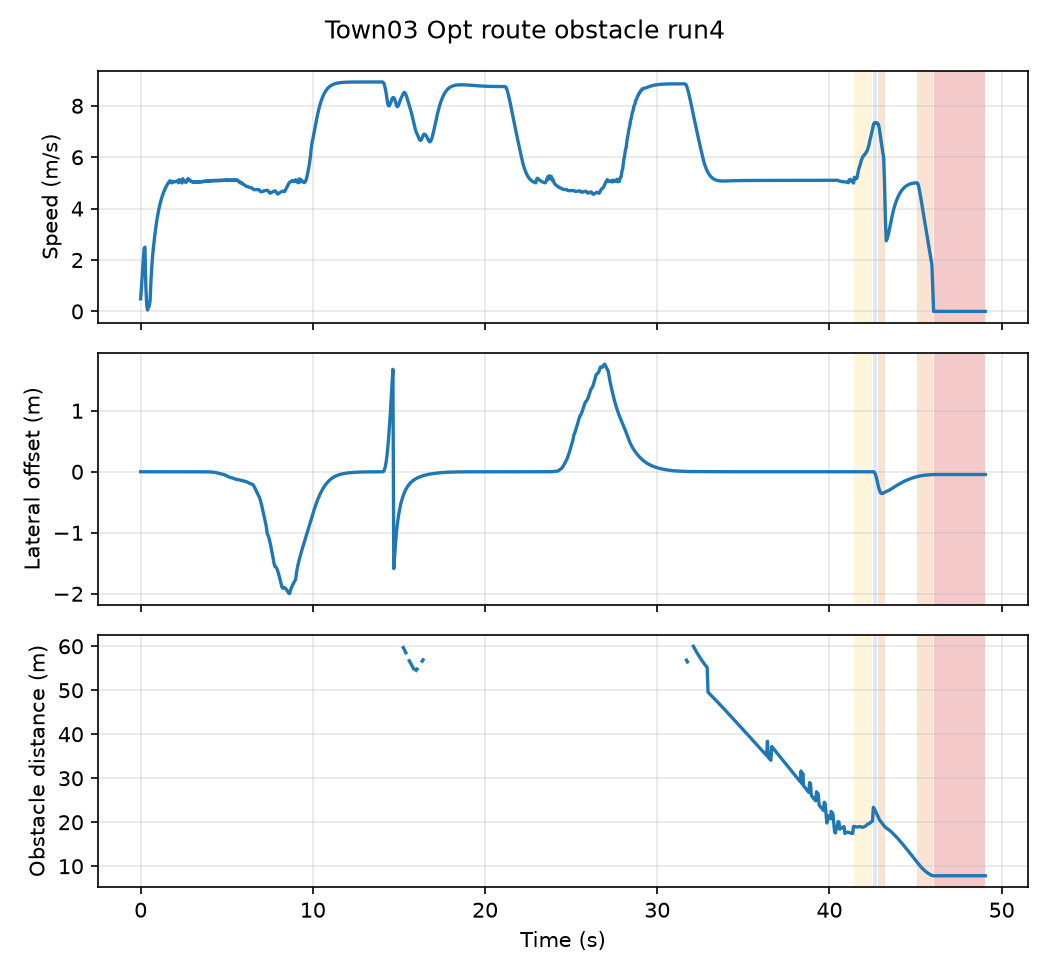 Town03 Opt route obstacle run4
Speed (m/s)
8
6
4
2
0
Lateral offset (m)
1
0
−1
−2
Obstacle distance (m)
60
50
40
30
20
10
0 10 20 30 40 50
Time (s)